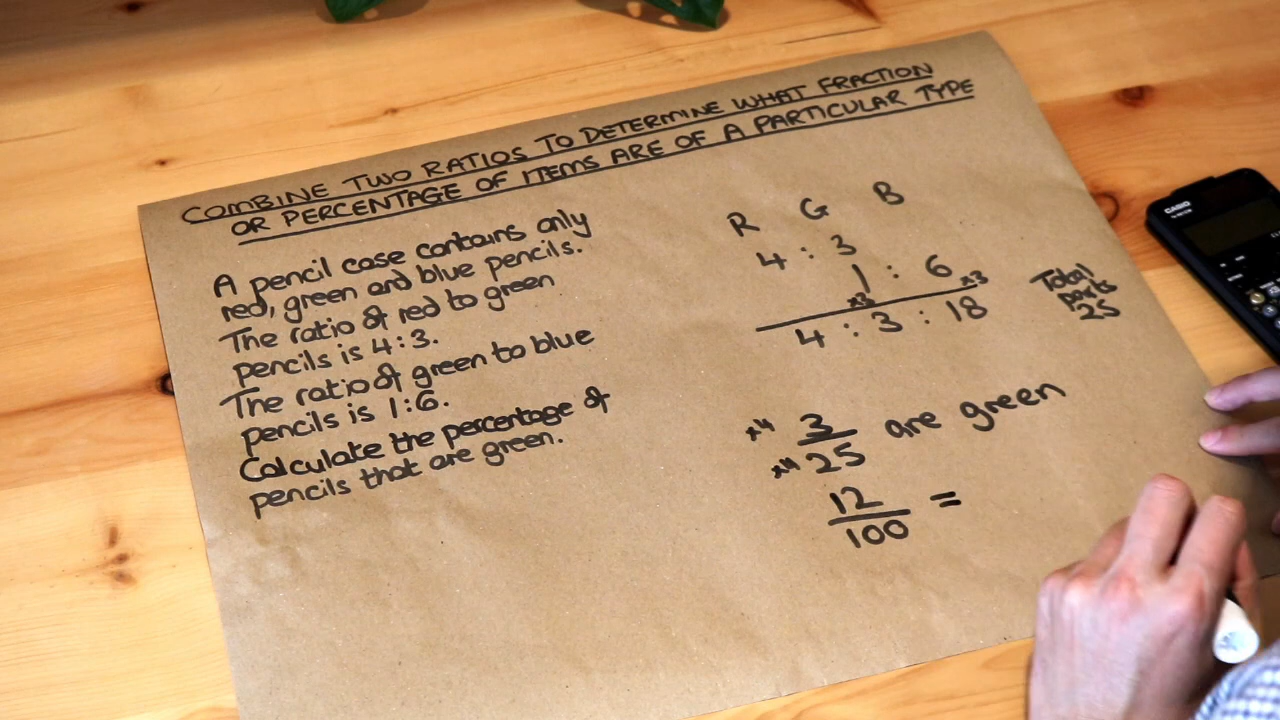 COMBINE TWO RATIOS TO DETERMINE WHAT FRACTION
OR PERCENTAGE OF ITEMS ARE OF A PARTICULAR TYPE
A pencil case contains only
red, green and blue pencils.
The ratio of red to green
pencils is 4:3.
The ratio of green to blue
pencils is 1:6.
Calculate the percentage of
pencils that are green.
R G B
4 : 3
1 : 6
×3 ×3
4 : 3 : 18
Total
parts
25
×4 3
are green
×4 25
12
=
100
CASIO